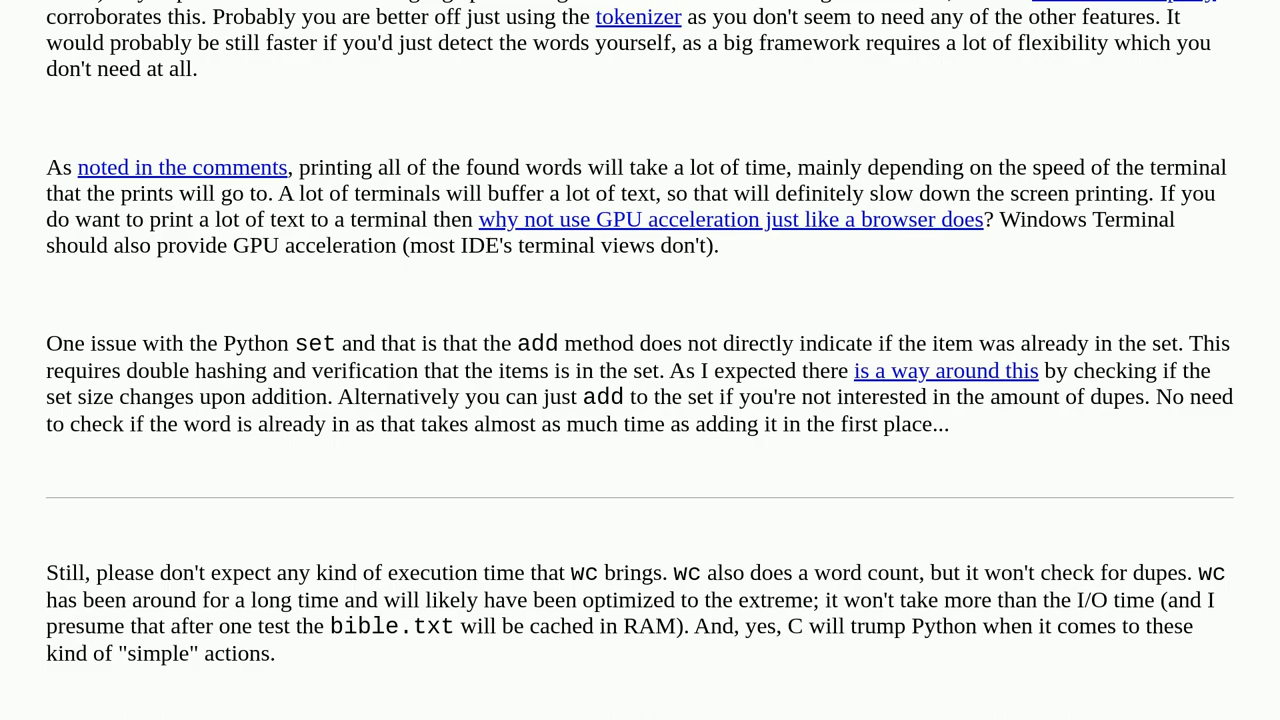 corroborates this. Probably you are better off just using the tokenizer as you don't seem to need any of the other features. It
would probably be still faster if you'd just detect the words yourself, as a big framework requires a lot of flexibility which you
don't need at all.
As noted in the comments, printing all of the found words will take a lot of time, mainly depending on the speed of the terminal
that the prints will go to. A lot of terminals will buffer a lot of text, so that will definitely slow down the screen printing. If you
do want to print a lot of text to a terminal then why not use GPU acceleration just like a browser does? Windows Terminal
should also provide GPU acceleration (most IDE's terminal views don't).
One issue with the Python set and that is that the add method does not directly indicate if the item was already in the set. This
requires double hashing and verification that the items is in the set. As I expected there is a way around this by checking if the
set size changes upon addition. Alternatively you can just add to the set if you're not interested in the amount of dupes. No need
to check if the word is already in as that takes almost as much time as adding it in the first place...
Still, please don't expect any kind of execution time that wc brings. wc also does a word count, but it won't check for dupes. wc
has been around for a long time and will likely have been optimized to the extreme; it won't take more than the I/O time (and I
presume that after one test the bible.txt will be cached in RAM). And, yes, C will trump Python when it comes to these
kind of "simple" actions.